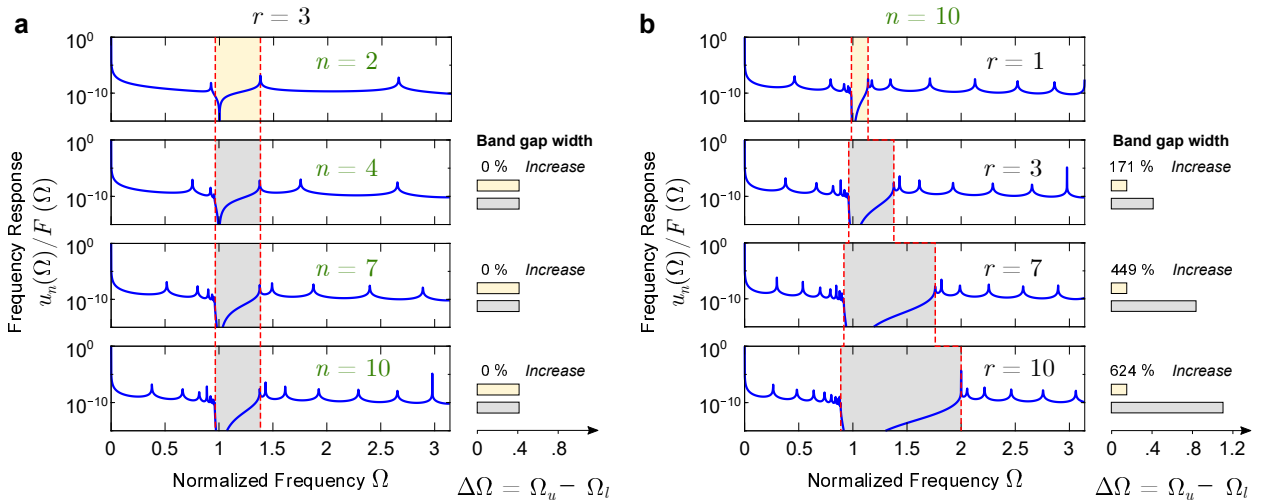 a
r = 3
Frequency Response
u_n(Ω)/F (Ω)
10^0
10^-10
n = 2
10^0
10^-10
n = 4
10^0
10^-10
n = 7
10^0
10^-10
n = 10
0 0.5 1 1.5 2 2.5 3
Normalized Frequency Ω
Band gap width
0 % Increase
0 % Increase
0 % Increase
0 .4 .8
ΔΩ = Ω_u − Ω_l
b
n = 10
Frequency Response
u_n(Ω)/F (Ω)
10^0
10^-10
r = 1
10^0
10^-10
r = 3
10^0
10^-10
r = 7
10^0
10^-10
r = 10
0 0.5 1 1.5 2 2.5 3
Normalized Frequency Ω
Band gap width
171 % Increase
449 % Increase
624 % Increase
0 .4 .8 1.2
ΔΩ = Ω_u − Ω_l